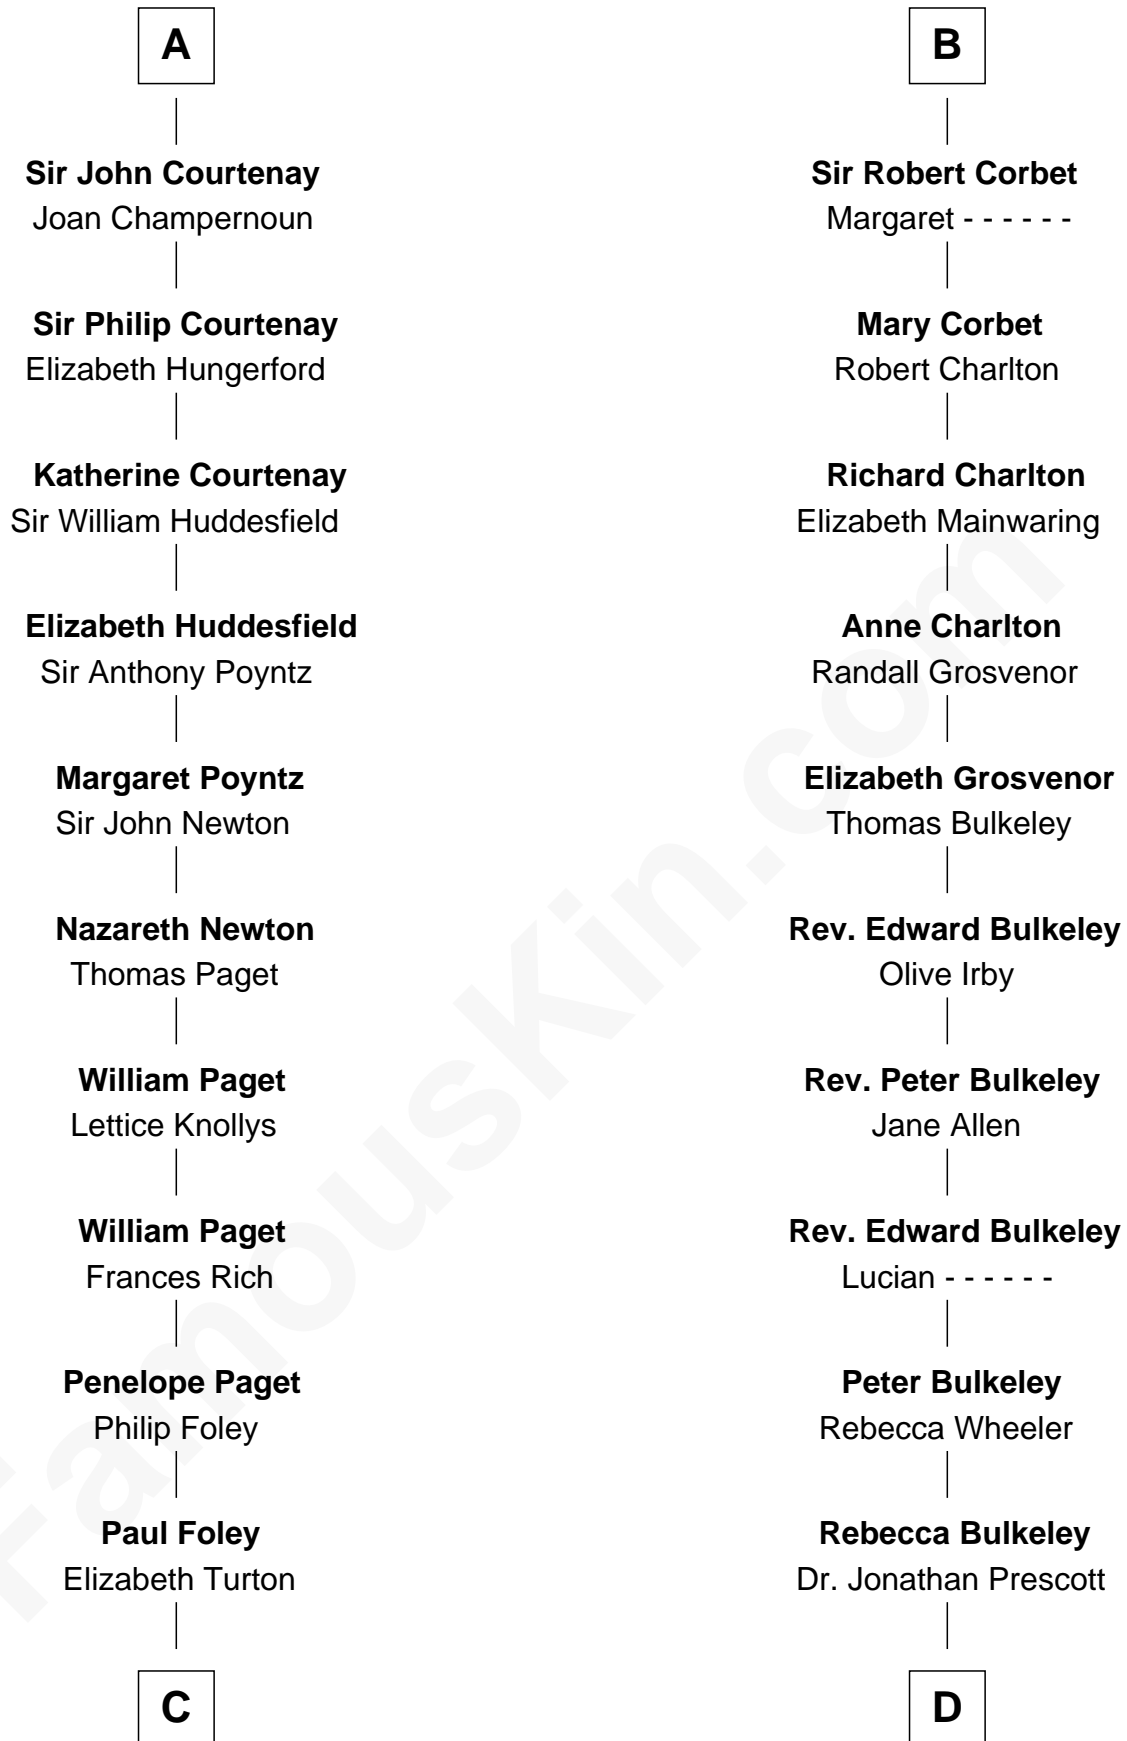 A
Sir John Courtenay
Joan Champernoun
Sir Philip Courtenay
Elizabeth Hungerford
Katherine Courtenay
Sir William Huddesfield
Elizabeth Huddesfield
Sir Anthony Poyntz
Margaret Poyntz
Sir John Newton
Nazareth Newton
Thomas Paget
William Paget
Lettice Knollys
William Paget
Frances Rich
Penelope Paget
Philip Foley
Paul Foley
Elizabeth Turton
C
B
Sir Robert Corbet
Margaret - - - - - -
Mary Corbet
Robert Charlton
Richard Charlton
Elizabeth Mainwaring
Anne Charlton
Randall Grosvenor
Elizabeth Grosvenor
Thomas Bulkeley
Rev. Edward Bulkeley
Olive Irby
Rev. Peter Bulkeley
Jane Allen
Rev. Edward Bulkeley
Lucian - - - - - -
Peter Bulkeley
Rebecca Wheeler
Rebecca Bulkeley
Dr. Jonathan Prescott
D
FamousKin.com